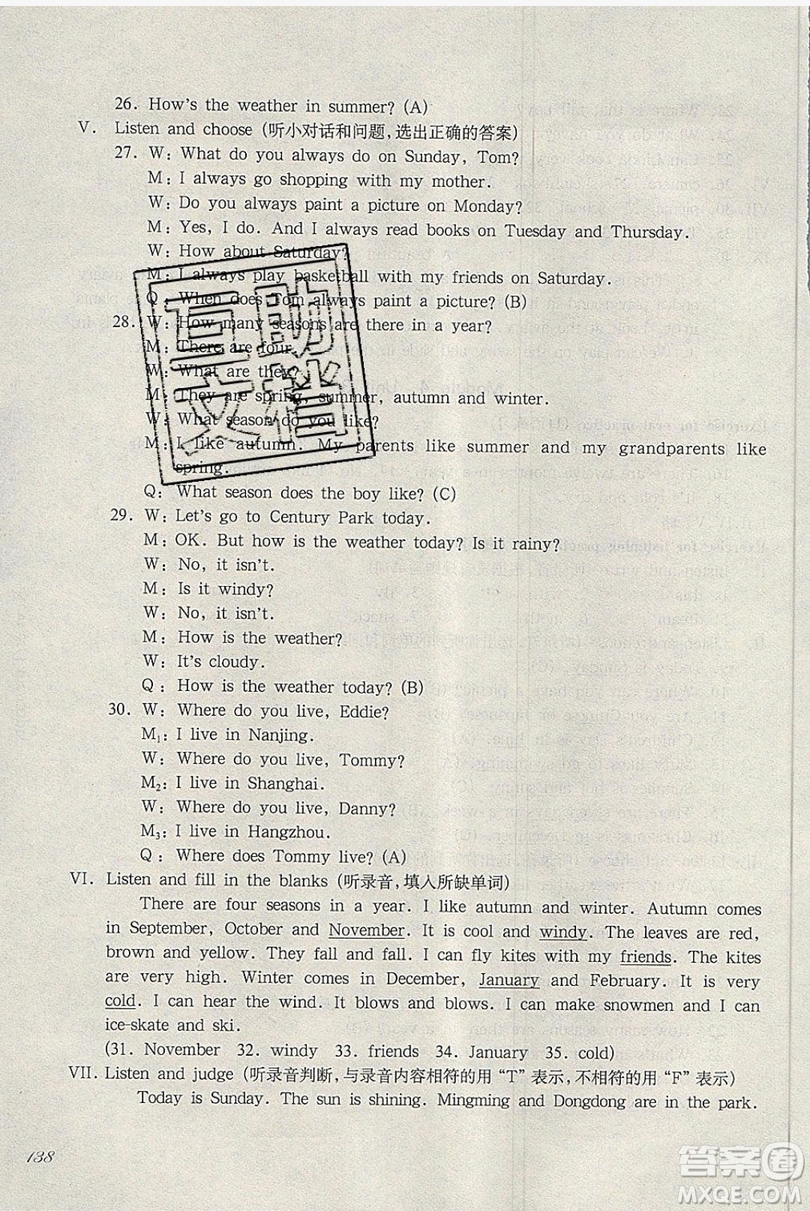 26. How's the weather in summer? (A)
V. Listen and choose (听小对话和问题,选出正确的答案)
27. W: What do you always do on Sunday, Tom?
M: I always go shopping with my mother.
W: Do you always paint a picture on Monday?
M: Yes, I do. And I always read books on Tuesday and Thursday.
W: How about Saturday?
M: I always play basketball with my friends on Saturday.
Q: When does Tom always paint a picture? (B)
28. W: How many seasons are there in a year?
M: There are four.
W: What are they?
M: They are spring, summer, autumn and winter.
W: What season do you like?
M: I like autumn. My parents like summer and my grandparents like
spring.
Q: What season does the boy like? (C)
29. W: Let's go to Century Park today.
M: OK. But how is the weather today? Is it rainy?
W: No, it isn't.
M: Is it windy?
W: No, it isn't.
M: How is the weather?
W: It's cloudy.
Q: How is the weather today? (B)
30. W: Where do you live, Eddie?
M₁: I live in Nanjing.
W: Where do you live, Tommy?
M₂: I live in Shanghai.
W: Where do you live, Danny?
M₃: I live in Hangzhou.
Q: Where does Tommy live? (A)
VI. Listen and fill in the blanks (听录音,填入所缺单词)
There are four seasons in a year. I like autumn and winter. Autumn comes
in September, October and November. It is cool and windy. The leaves are red,
brown and yellow. They fall and fall. I can fly kites with my friends. The kites
are very high. Winter comes in December, January and February. It is very
cold. I can hear the wind. It blows and blows. I can make snowmen and I can
ice-skate and ski.
(31. November 32. windy 33. friends 34. January 35. cold)
VII. Listen and judge (听录音判断,与录音内容相符的用“T”表示,不相符的用“F”表示)
Today is Sunday. The sun is shining. Mingming and Dongdong are in the park.
138
互助
文档
答案圈
MXQE.COM